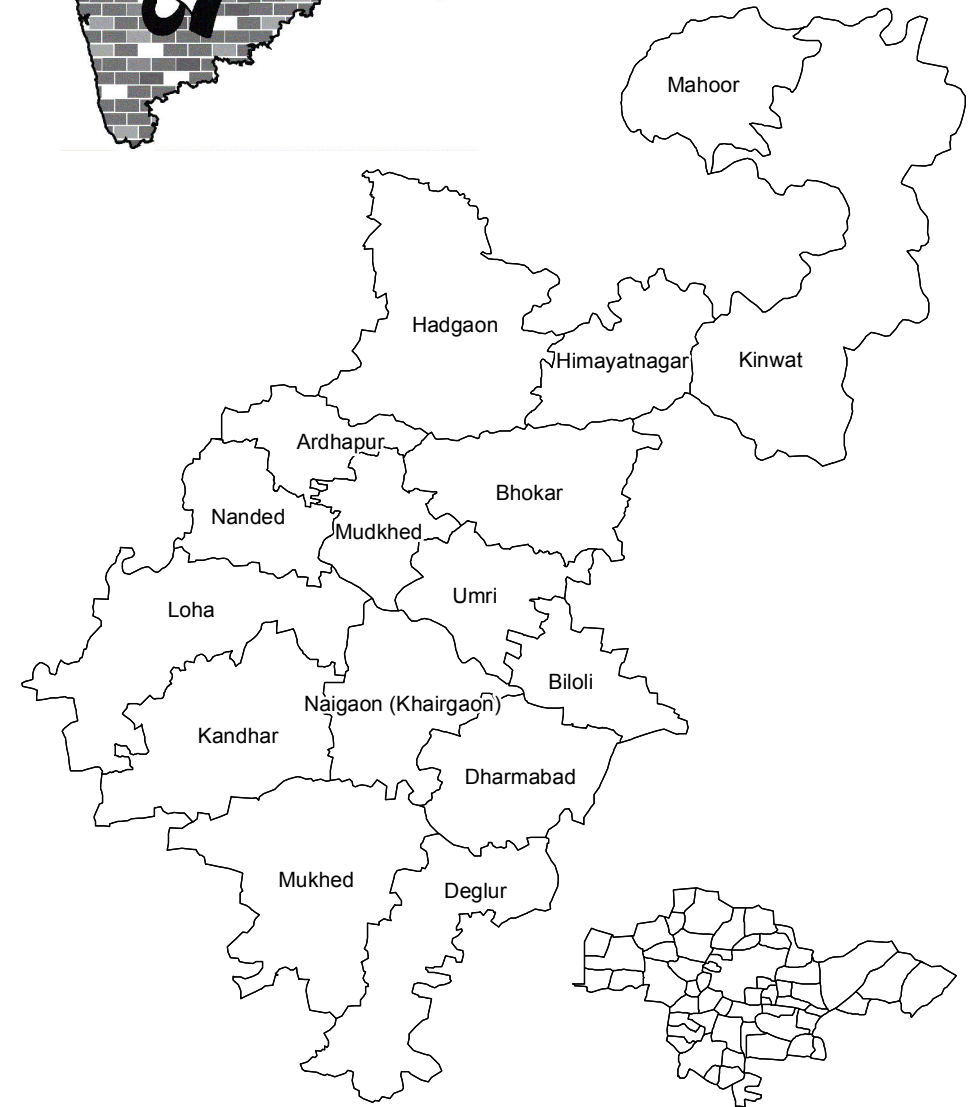 Mahoor
Hadgaon
Himayatnagar
Kinwat
Ardhapur
Bhokar
Nanded
Mudkhed
Umri
Loha
Biloli
Naigaon (Khairgaon)
Kandhar
Dharmabad
Mukhed
Deglur